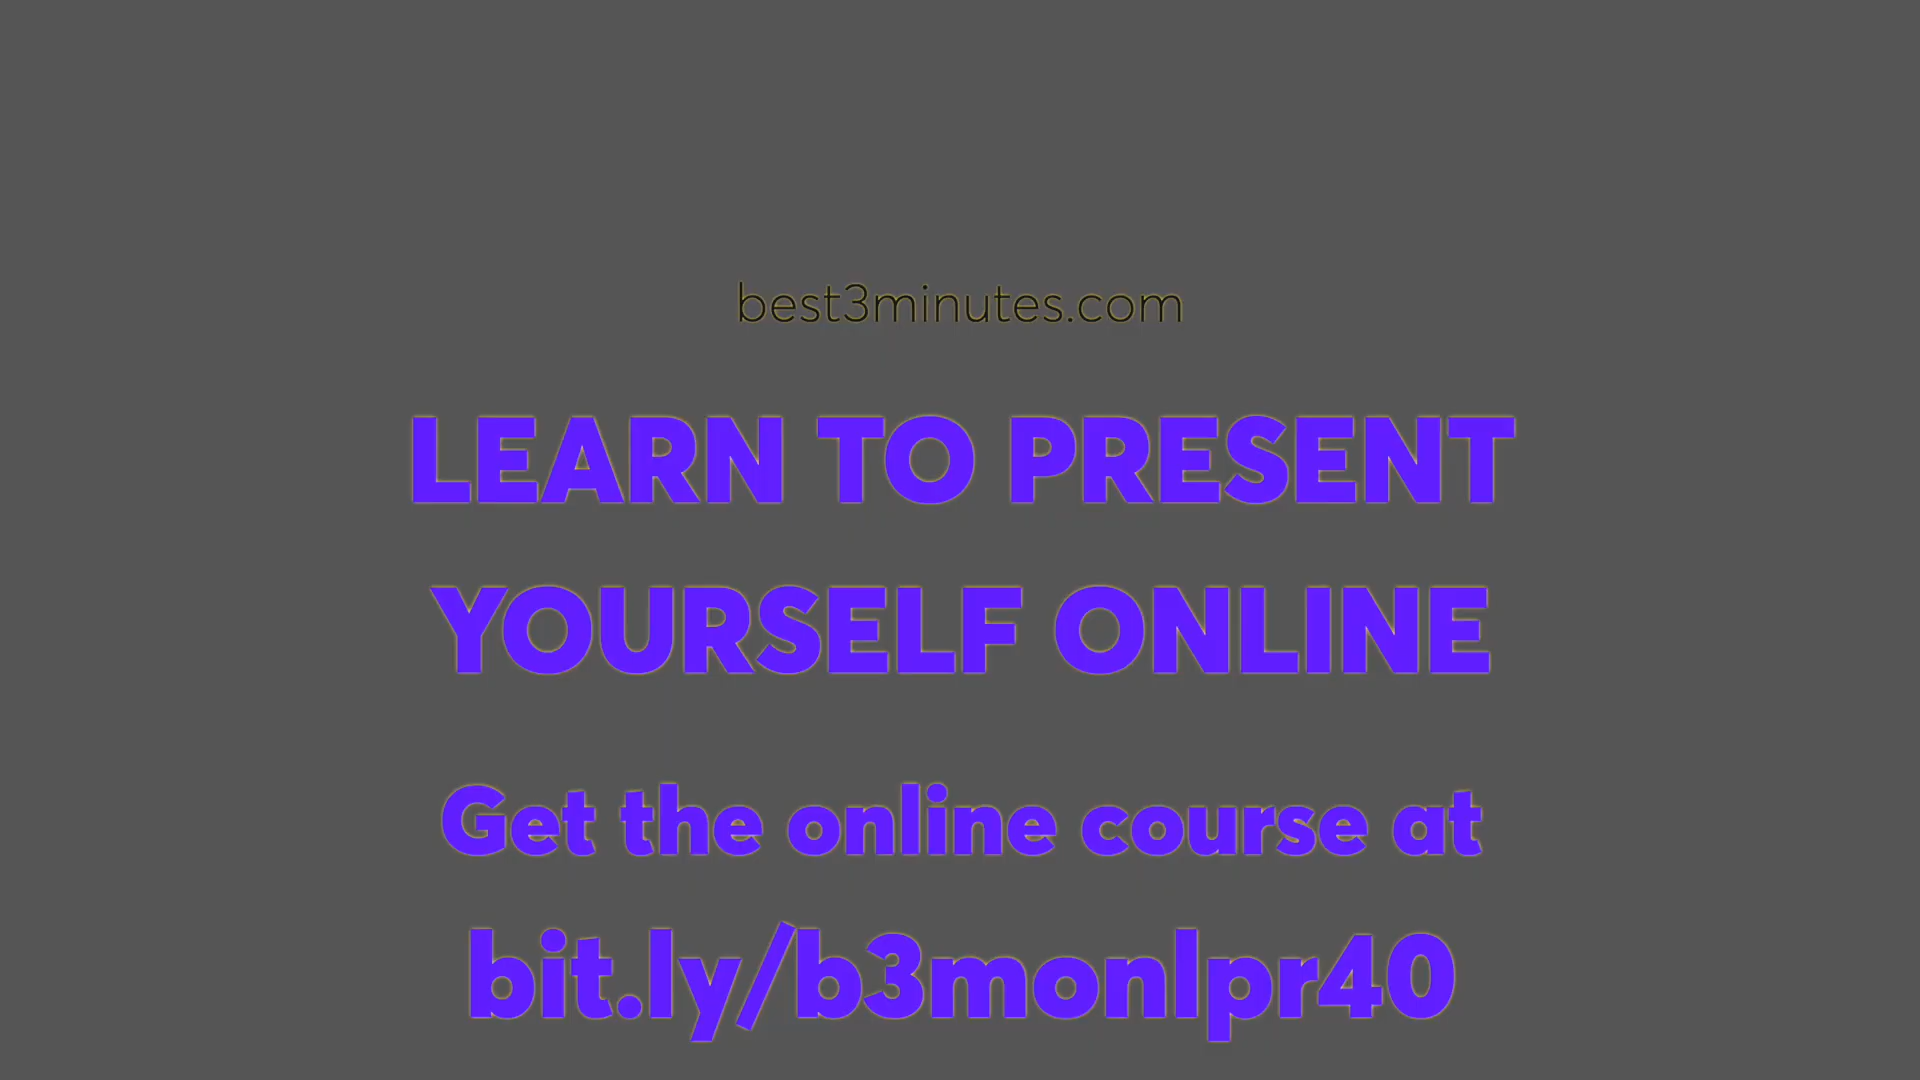 best3minutes.com
LEARN TO PRESENT
YOURSELF ONLINE
Get the online course at
bit.ly/b3monlpr40